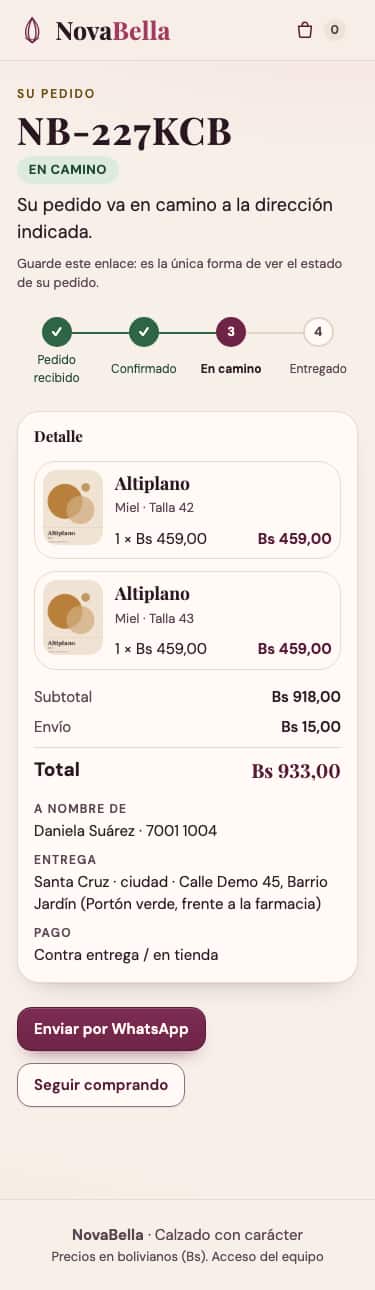 NovaBella
0
SU PEDIDO
NB-227KCB
EN CAMINO
Su pedido va en camino a la dirección
indicada.
Guarde este enlace: es la única forma de ver el estado
de su pedido.
3
4
Pedido
recibido
Confirmado
En camino
Entregado
Detalle
Altiplano
Altiplano
Miel · Talla 42
1 × Bs 459,00
Bs 459,00
Altiplano
Altiplano
Miel · Talla 43
1 × Bs 459,00
Bs 459,00
Subtotal
Bs 918,00
Envío
Bs 15,00
Total
Bs 933,00
A NOMBRE DE
Daniela Suárez · 7001 1004
ENTREGA
Santa Cruz · ciudad · Calle Demo 45, Barrio
Jardín (Portón verde, frente a la farmacia)
PAGO
Contra entrega / en tienda
Enviar por WhatsApp
Seguir comprando
NovaBella · Calzado con carácter
Precios en bolivianos (Bs). Acceso del equipo